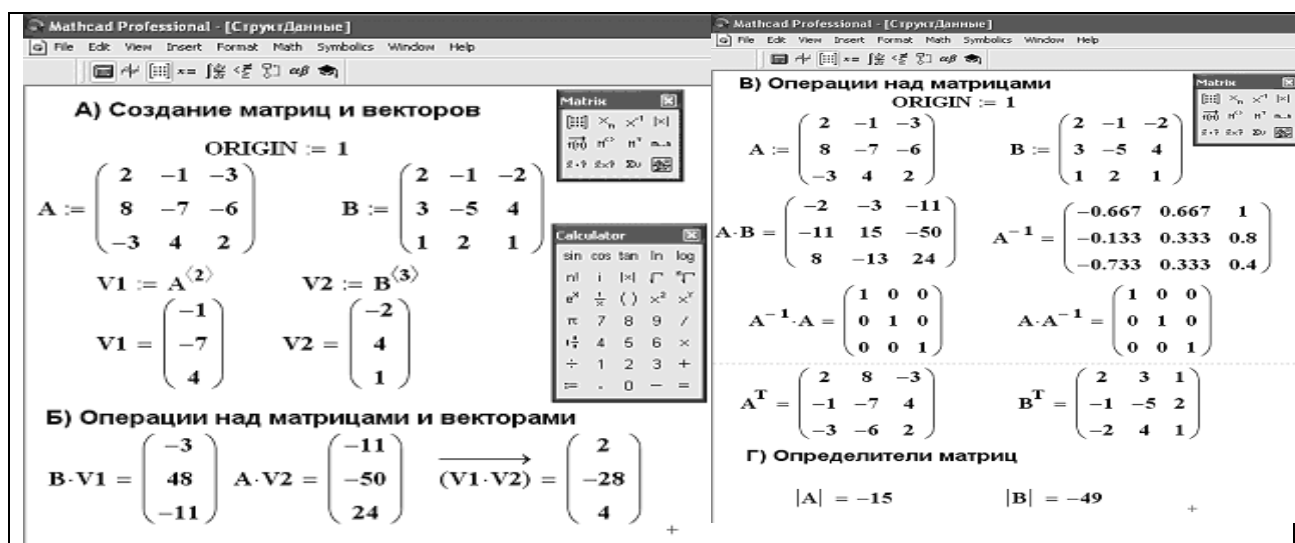 Mathcad Professional - [СтруктДанные]
File Edit View Insert Format Math Symbolics Window Help
А) Создание матриц и векторов
ORIGIN := 1
A := ( 2 -1 -3 ; 8 -7 -6 ; -3 4 2 ) B := ( 2 -1 -2 ; 3 -5 4 ; 1 2 1 )
V1 := A⟨2⟩ V2 := B⟨3⟩
V1 = ( -1 ; -7 ; 4 ) V2 = ( -2 ; 4 ; 1 )
Б) Операции над матрицами и векторами
B·V1 = ( -3 ; 48 ; -11 ) A·V2 = ( -11 ; -50 ; 24 ) (V1·V2) = ( 2 ; -28 ; 4 )
Matrix
Calculator
sin cos tan ln log
n! i |×|
π 7 8 9 /
4 5 6 ×
÷ 1 2 3 +
:= . 0 − =
Mathcad Professional - [СтруктДанные]
File Edit View Insert Format Math Symbolics Window Help
В) Операции над матрицами
ORIGIN := 1
Matrix
A := ( 2 -1 -3 ; 8 -7 -6 ; -3 4 2 ) B := ( 2 -1 -2 ; 3 -5 4 ; 1 2 1 )
A·B = ( -2 -3 -11 ; -11 15 -50 ; 8 -13 24 ) A⁻¹ = ( -0.667 0.667 1 ; -0.133 0.333 0.8 ; -0.733 0.333 0.4 )
A⁻¹·A = ( 1 0 0 ; 0 1 0 ; 0 0 1 ) A·A⁻¹ = ( 1 0 0 ; 0 1 0 ; 0 0 1 )
Aᵀ = ( 2 8 -3 ; -1 -7 4 ; -3 -6 2 ) Bᵀ = ( 2 3 1 ; -1 -5 2 ; -2 4 1 )
Г) Определители матриц
|A| = -15 |B| = -49